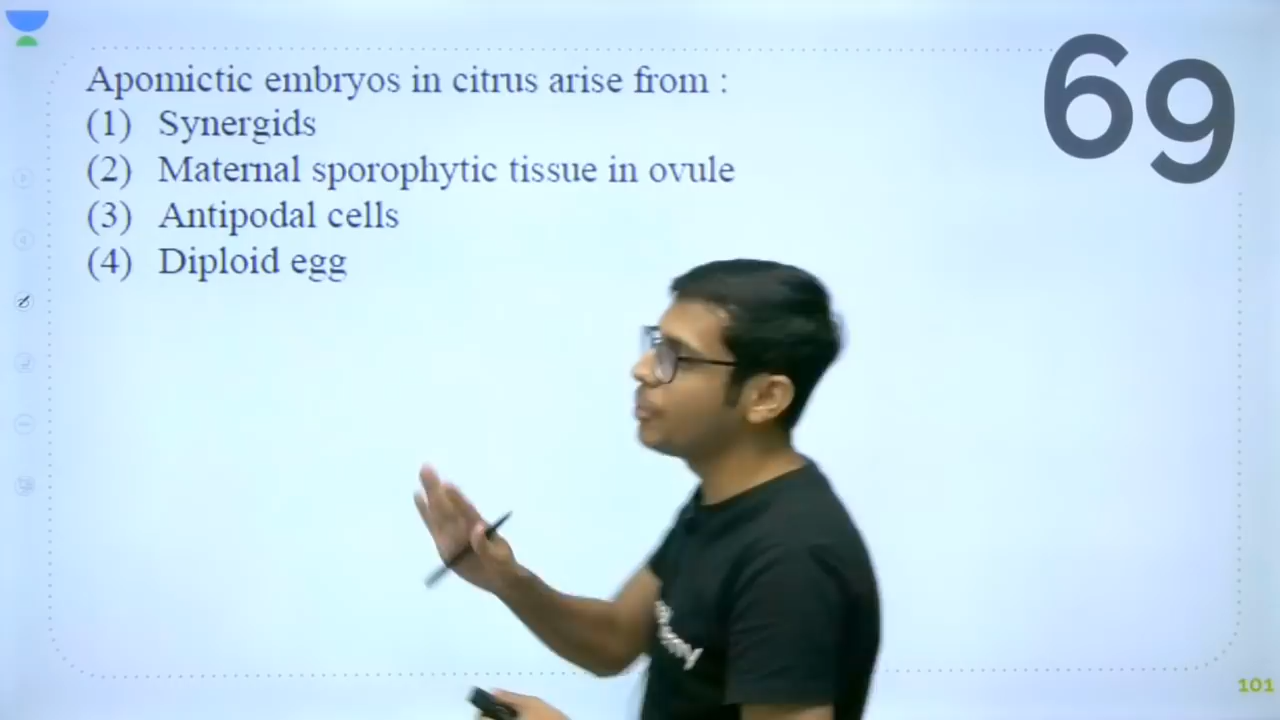 69
Apomictic embryos in citrus arise from :
(1) Synergids
(2) Maternal sporophytic tissue in ovule
(3) Antipodal cells
(4) Diploid egg
101